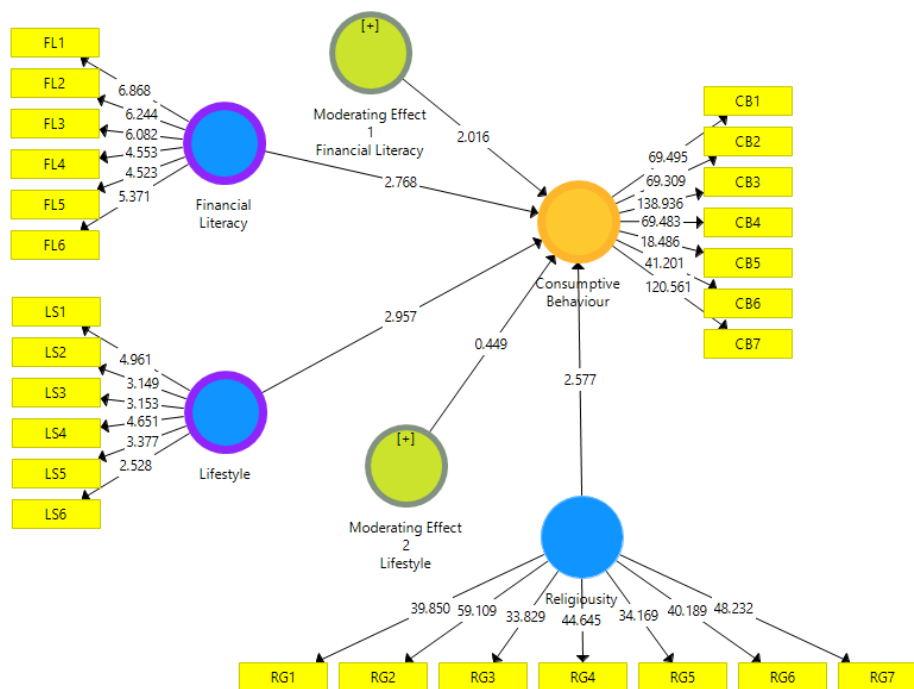 FL1
FL2
FL3
FL4
FL5
FL6
6.868
6.244
6.082
4.553
4.523
5.371
Financial
Literacy
[+]
Moderating Effect
1
Financial Literacy
2.016
2.768
CB1
CB2
CB3
CB4
CB5
CB6
CB7
69.495
69.309
138.936
69.483
18.486
41.201
120.561
Consumptive
Behaviour
LS1
LS2
LS3
LS4
LS5
LS6
4.961
3.149
3.153
4.651
3.377
2.528
Lifestyle
2.957
0.449
2.577
[+]
Moderating Effect
2
Lifestyle
Religiousity
39.850
59.109
33.829
44.645
34.169
40.189
48.232
RG1
RG2
RG3
RG4
RG5
RG6
RG7